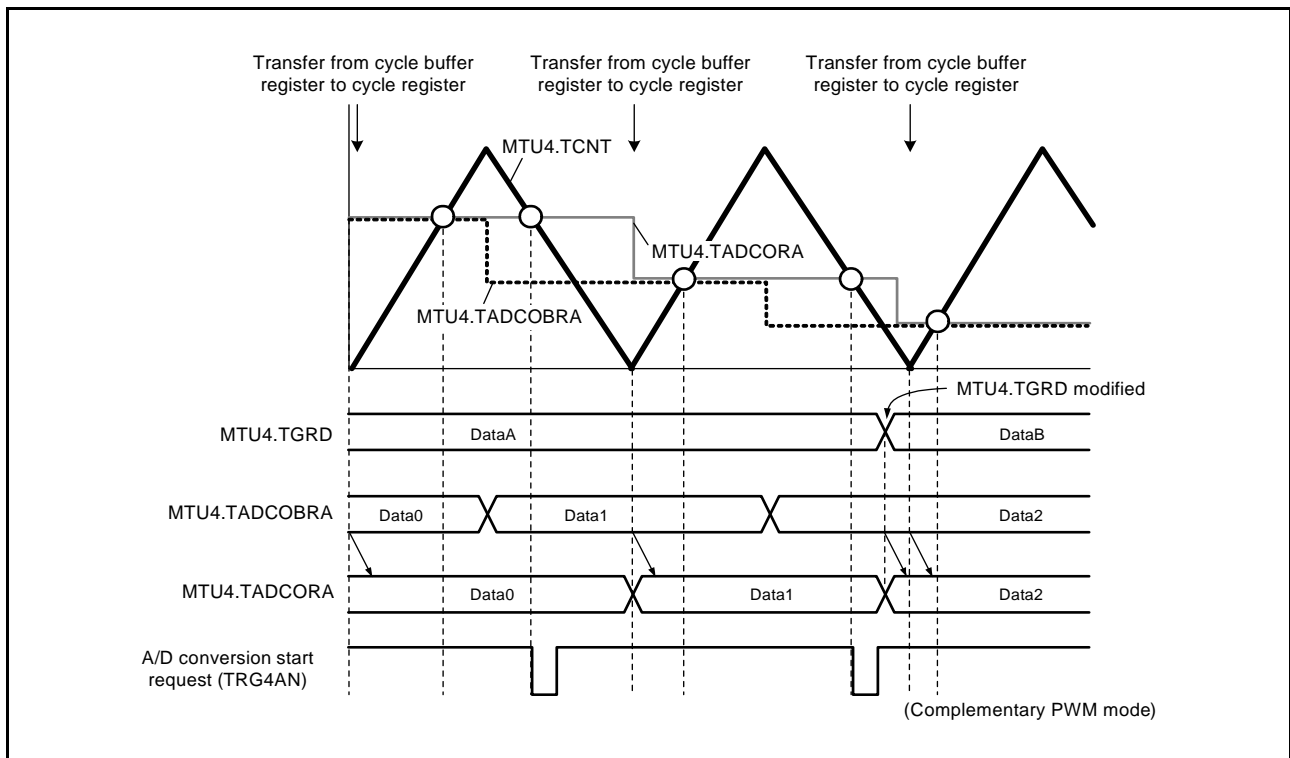 Transfer from cycle buffer
register to cycle register
Transfer from cycle buffer
register to cycle register
Transfer from cycle buffer
register to cycle register
MTU4.TCNT
MTU4.TADCORA
MTU4.TADCOBRA
MTU4.TGRD modified
MTU4.TGRD
DataA
DataB
MTU4.TADCOBRA
Data0
Data1
Data2
MTU4.TADCORA
Data0
Data1
Data2
A/D conversion start
request (TRG4AN)
(Complementary PWM mode)